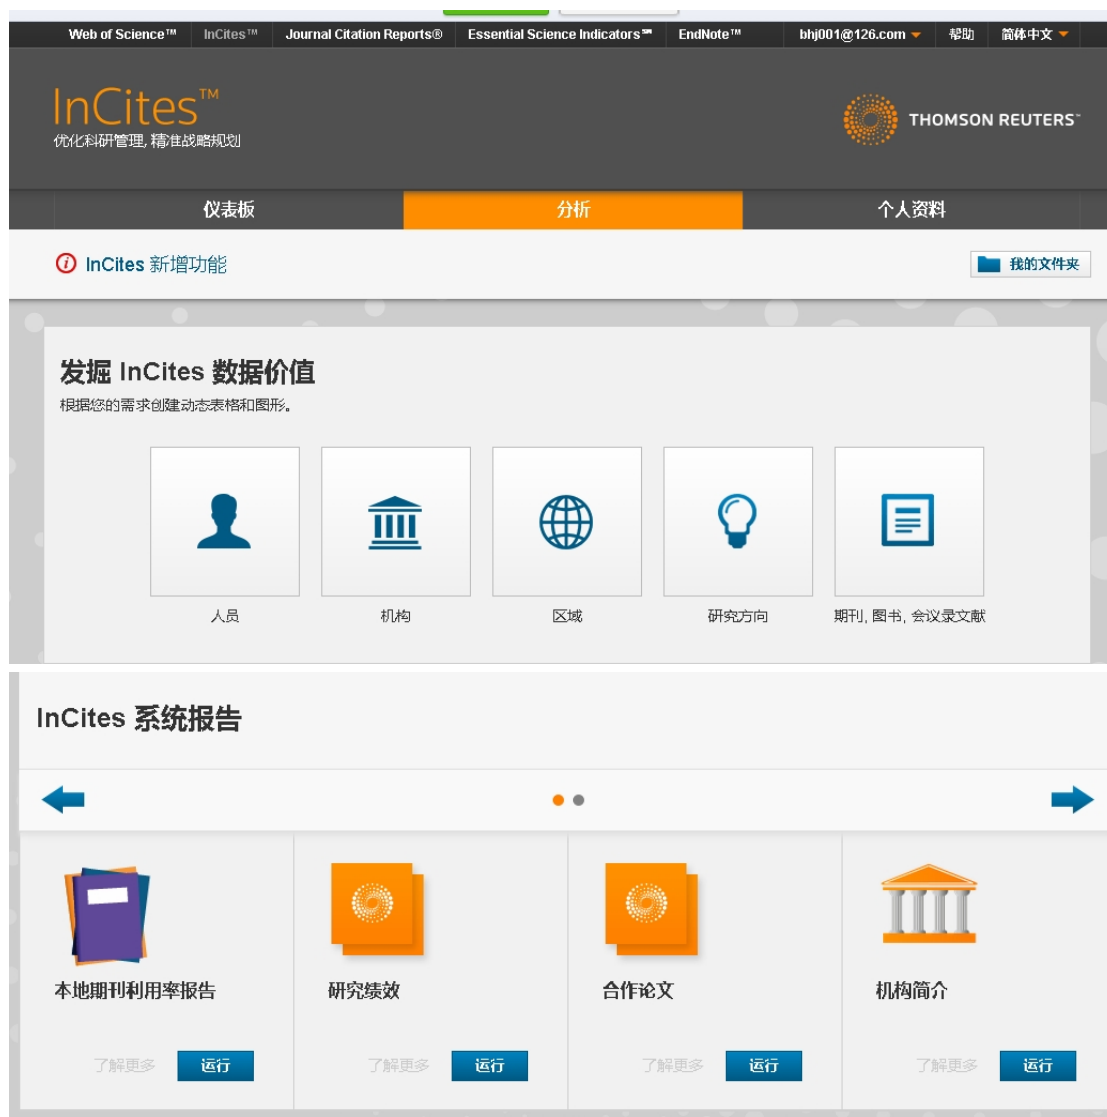 Web of Science™ InCites™ Journal Citation Reports® Essential Science Indicators℠ EndNote™ bhj001@126.com 帮助 简体中文
InCites™
优化科研管理, 精准战略规划
THOMSON REUTERS™
仪表板 分析 个人资料
InCites 新增功能
我的文件夹
发掘 InCites 数据价值
根据您的需求创建动态表格和图形。
人员 机构 区域 研究方向 期刊, 图书, 会议录文献
InCites 系统报告
本地期刊利用率报告 研究绩效 合作论文 机构简介
了解更多 运行 了解更多 运行 了解更多 运行 了解更多 运行